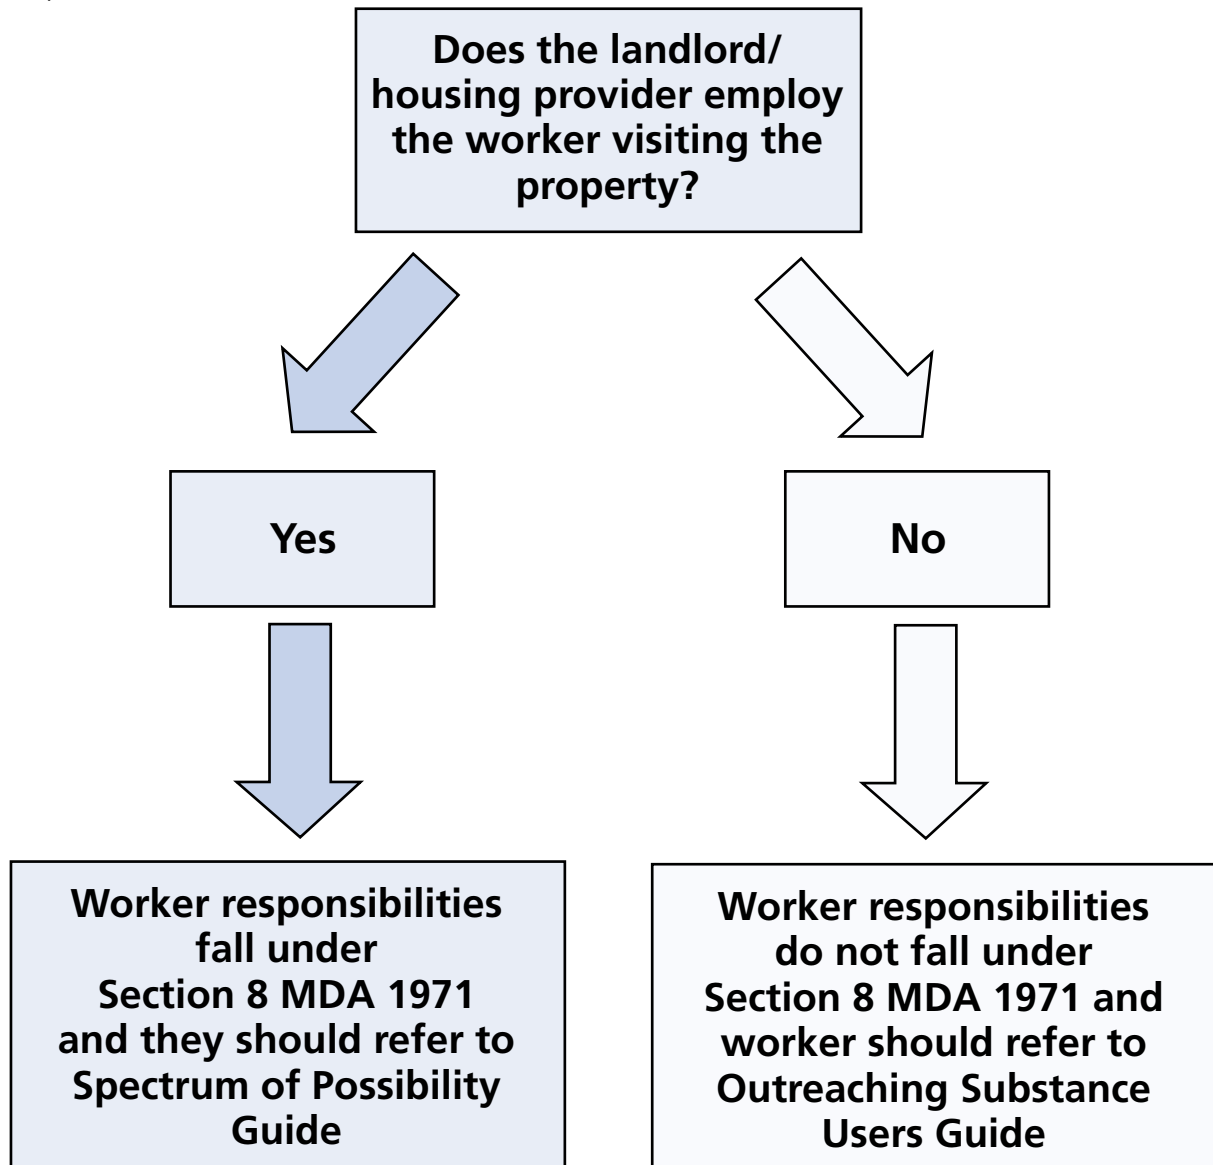 Does the landlord/
housing provider employ
the worker visiting the
property?
Yes
No
Worker responsibilities
fall under
Section 8 MDA 1971
and they should refer to
Spectrum of Possibility
Guide
Worker responsibilities
do not fall under
Section 8 MDA 1971 and
worker should refer to
Outreaching Substance
Users Guide